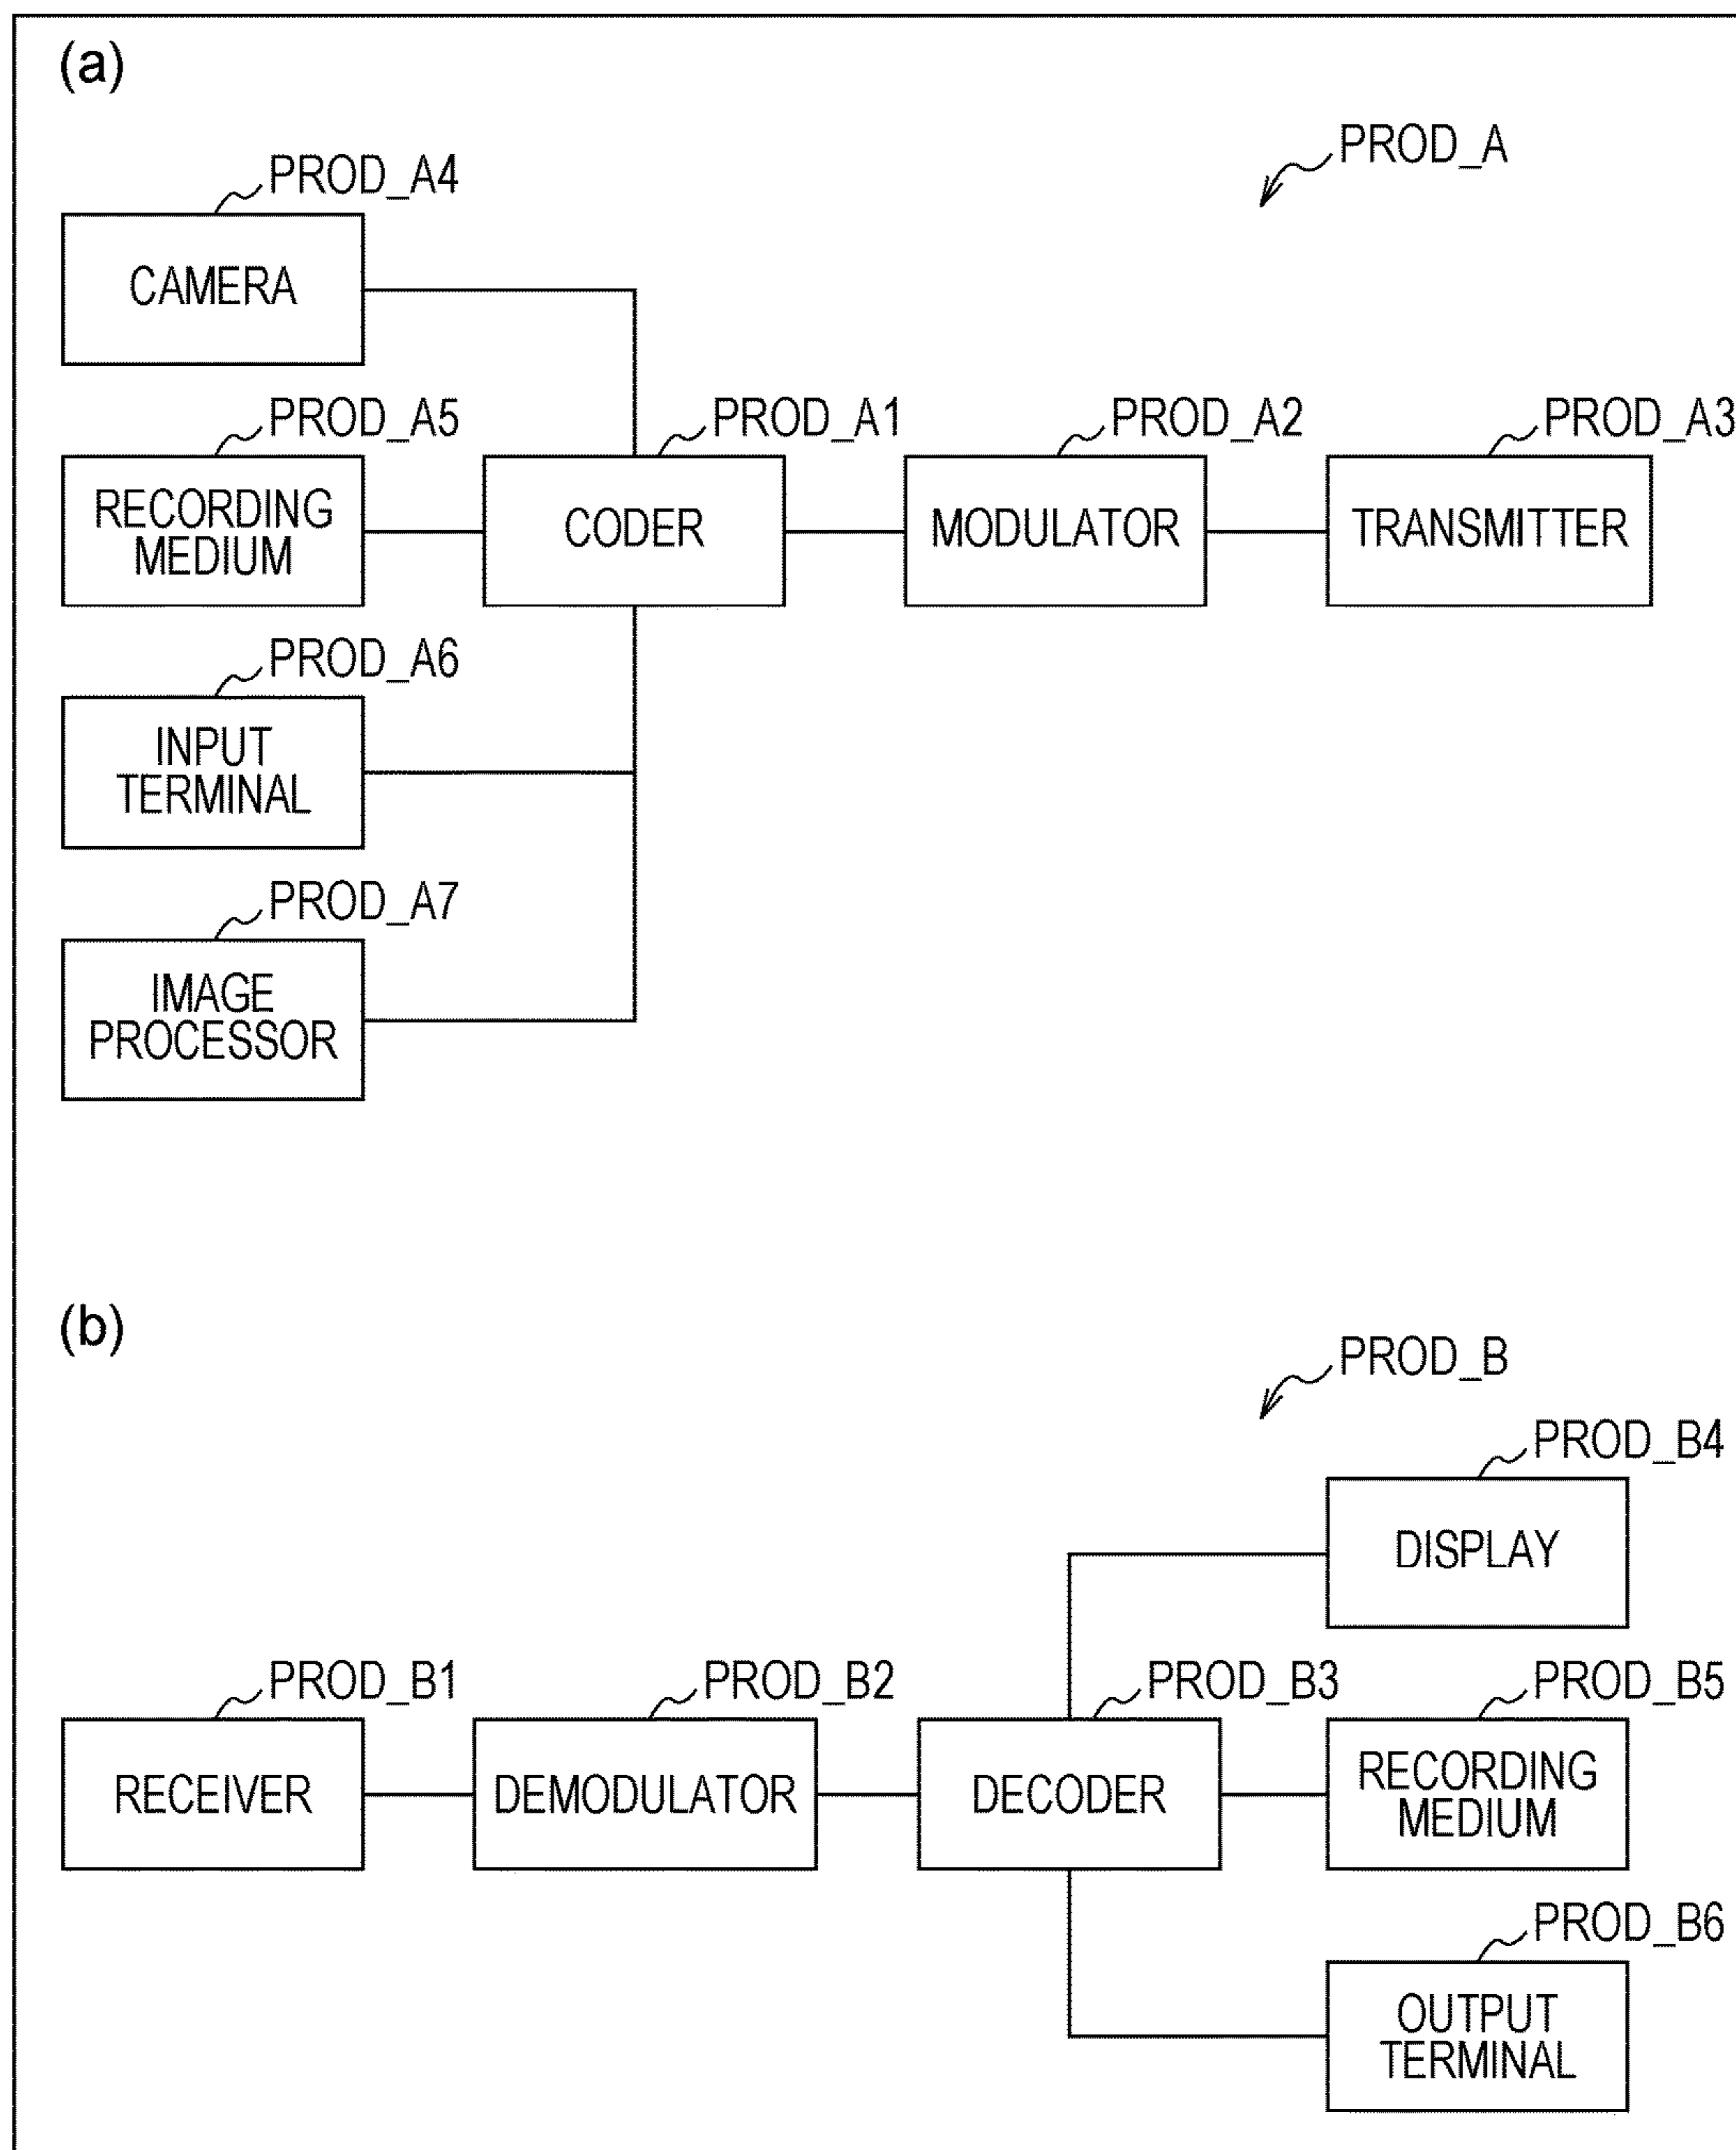 (a)
PROD_A
PROD_A4
CAMERA
PROD_A5
RECORDING
MEDIUM
PROD_A1
CODER
PROD_A2
MODULATOR
PROD_A3
TRANSMITTER
PROD_A6
INPUT
TERMINAL
PROD_A7
IMAGE
PROCESSOR
(b)
PROD_B
PROD_B4
DISPLAY
PROD_B1
RECEIVER
PROD_B2
DEMODULATOR
PROD_B3
DECODER
PROD_B5
RECORDING
MEDIUM
PROD_B6
OUTPUT
TERMINAL